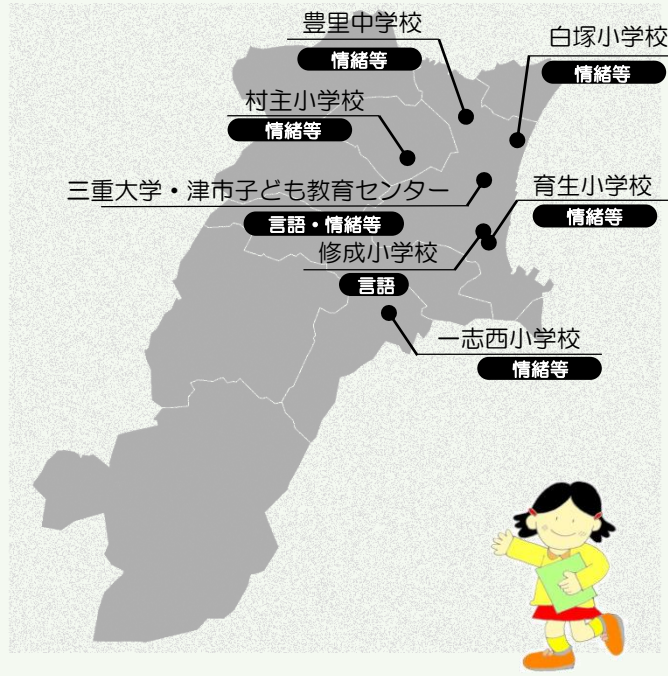 豊里中学校
情緒等
白塚小学校
情緒等
村主小学校
情緒等
三重大学・津市子ども教育センター
言語・情緒等
育生小学校
情緒等
修成小学校
言語
一志西小学校
情緒等